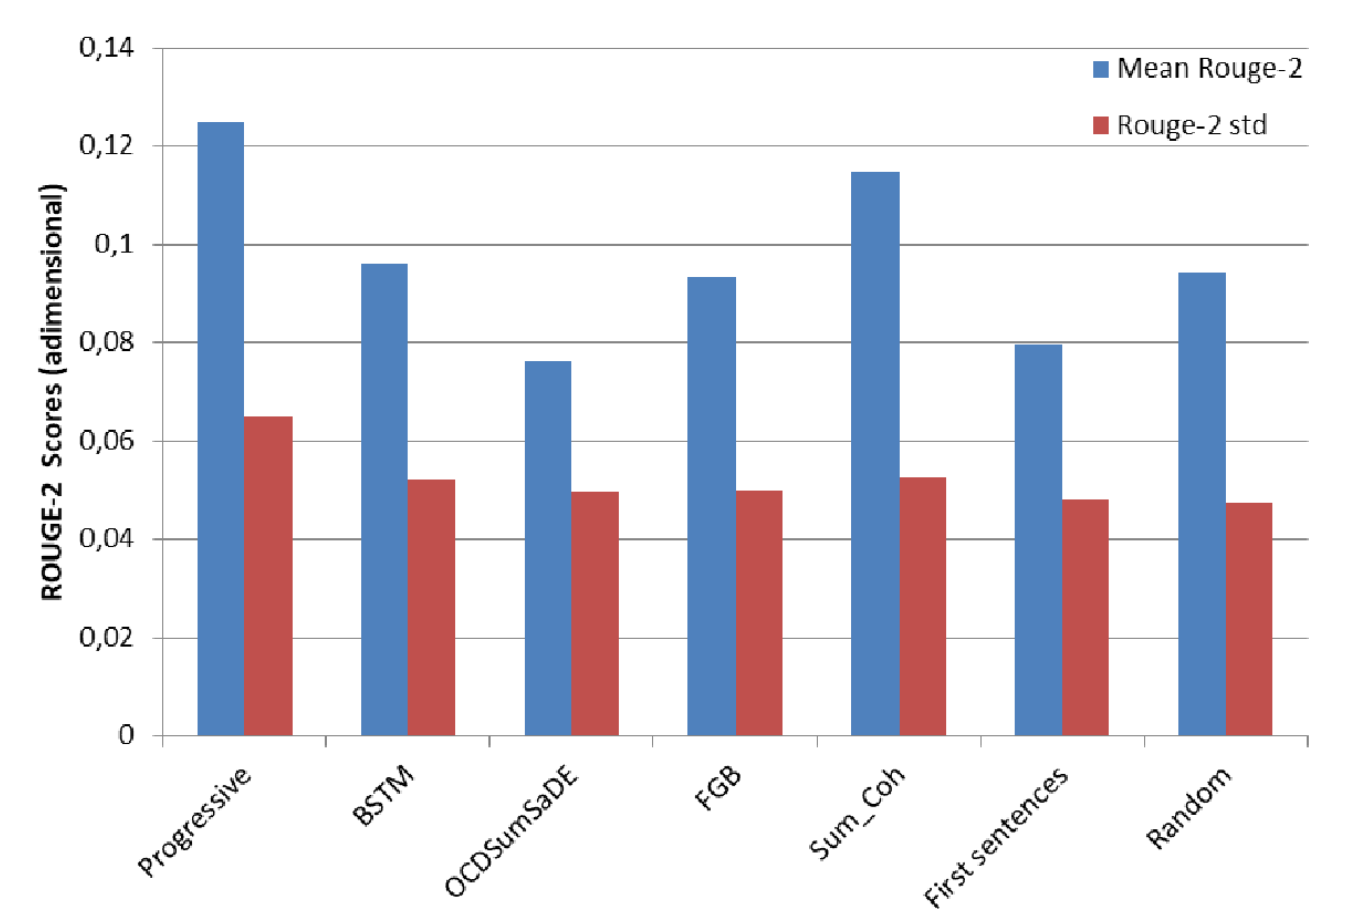 0,14
0,12
0,1
0,08
0,06
0,04
0,02
0
ROUGE-2 Scores (adimensional)
Mean Rouge-2
Rouge-2 std
Progressive
BSTM
OCDSumSaDE
FGB
Sum_Coh
First sentences
Random